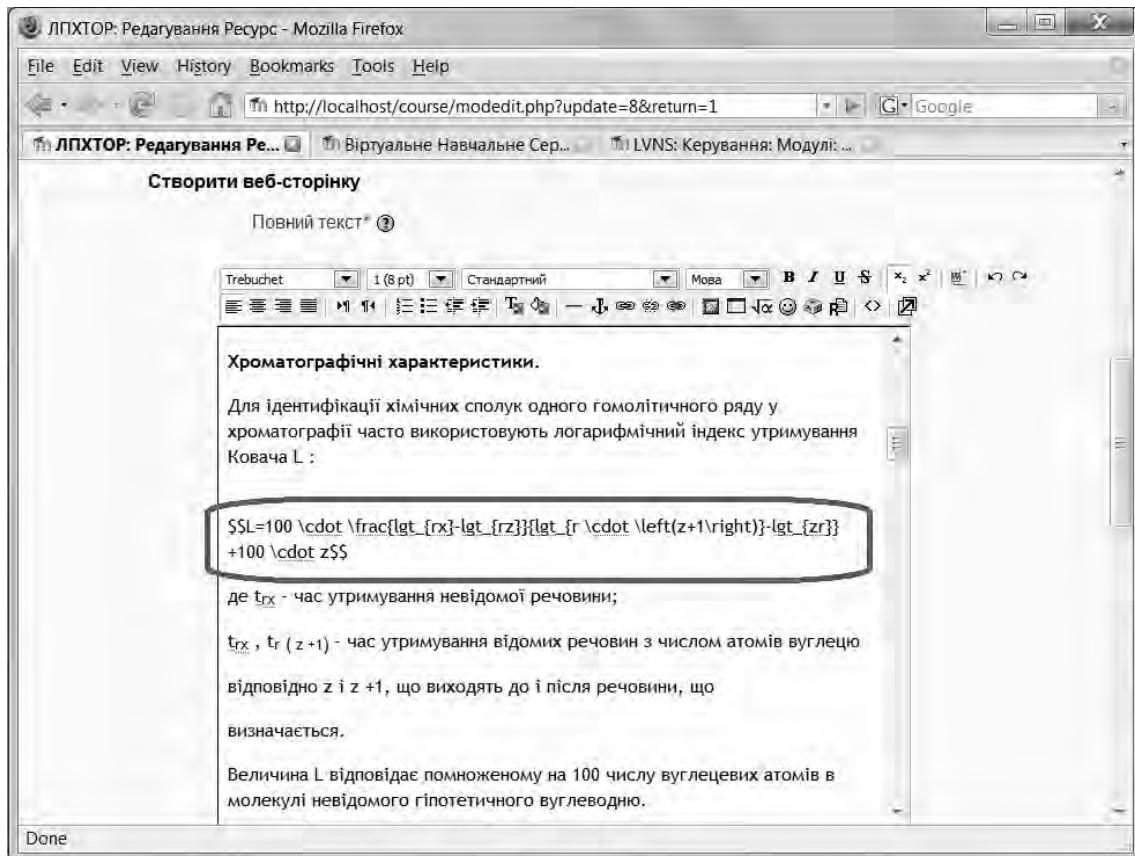 ЛПХТОР: Редагування Ресурс - Mozilla Firefox
File Edit View History Bookmarks Tools Help
http://localhost/course/modedit.php?update=8&return=1 Google
ЛПХТОР: Редагування Ре... Віртуальне Навчальне Сер... LVNS: Керування: Модулі: ...
Створити веб-сторінку
Повний текст*
Trebuchet 1 (8 pt) Стандартний Мова B I U S x₂ x²
Хроматографічні характеристики.
Для ідентифікації хімічних сполук одного гомолітичного ряду у
хроматографії часто використовують логарифмічний індекс утримування
Ковача L :
$$L=100 \cdot \frac{lgt_{rx}-lgt_{rz}}{lgt_{r \cdot \left(z+1\right)}-lgt_{zr}}
+100 \cdot z$$
де trx - час утримування невідомої речовини;
trx , tr ( z +1) - час утримування відомих речовин з числом атомів вуглецю
відповідно z і z +1, що виходять до і після речовини, що
визначається.
Величина L відповідає помноженому на 100 числу вуглецевих атомів в
молекулі невідомого гіпотетичного вуглеводню.
Done